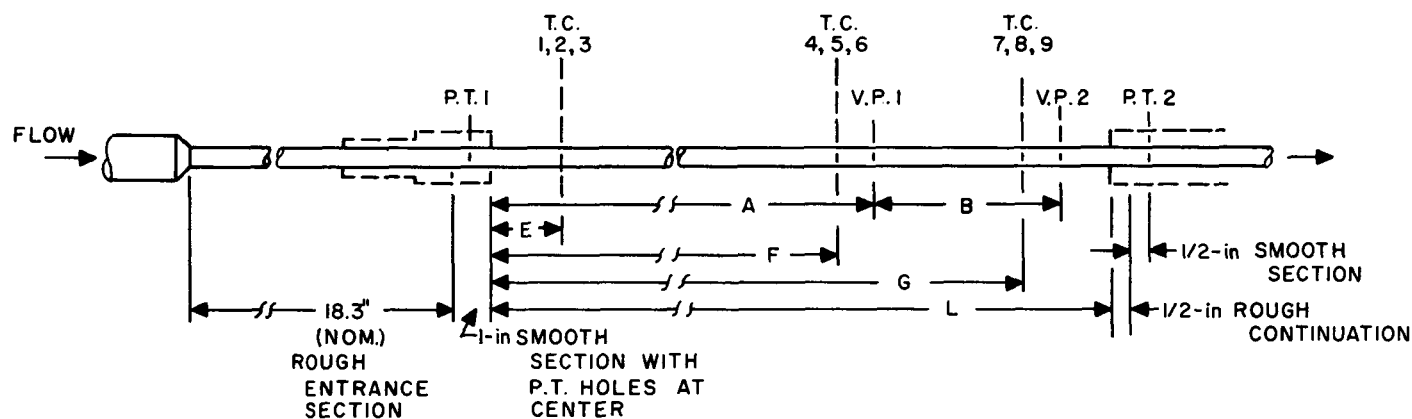 T.C.
1,2,3
T.C.
4,5,6
T.C.
7,8,9
P.T.1
V.P.1
V.P.2
P.T.2
FLOW
A
B
E
F
G
L
1/2-in SMOOTH
SECTION
18.3"
(NOM.)
ROUGH
ENTRANCE
SECTION
1-in SMOOTH
SECTION WITH
P.T. HOLES AT
CENTER
1/2-in ROUGH
CONTINUATION